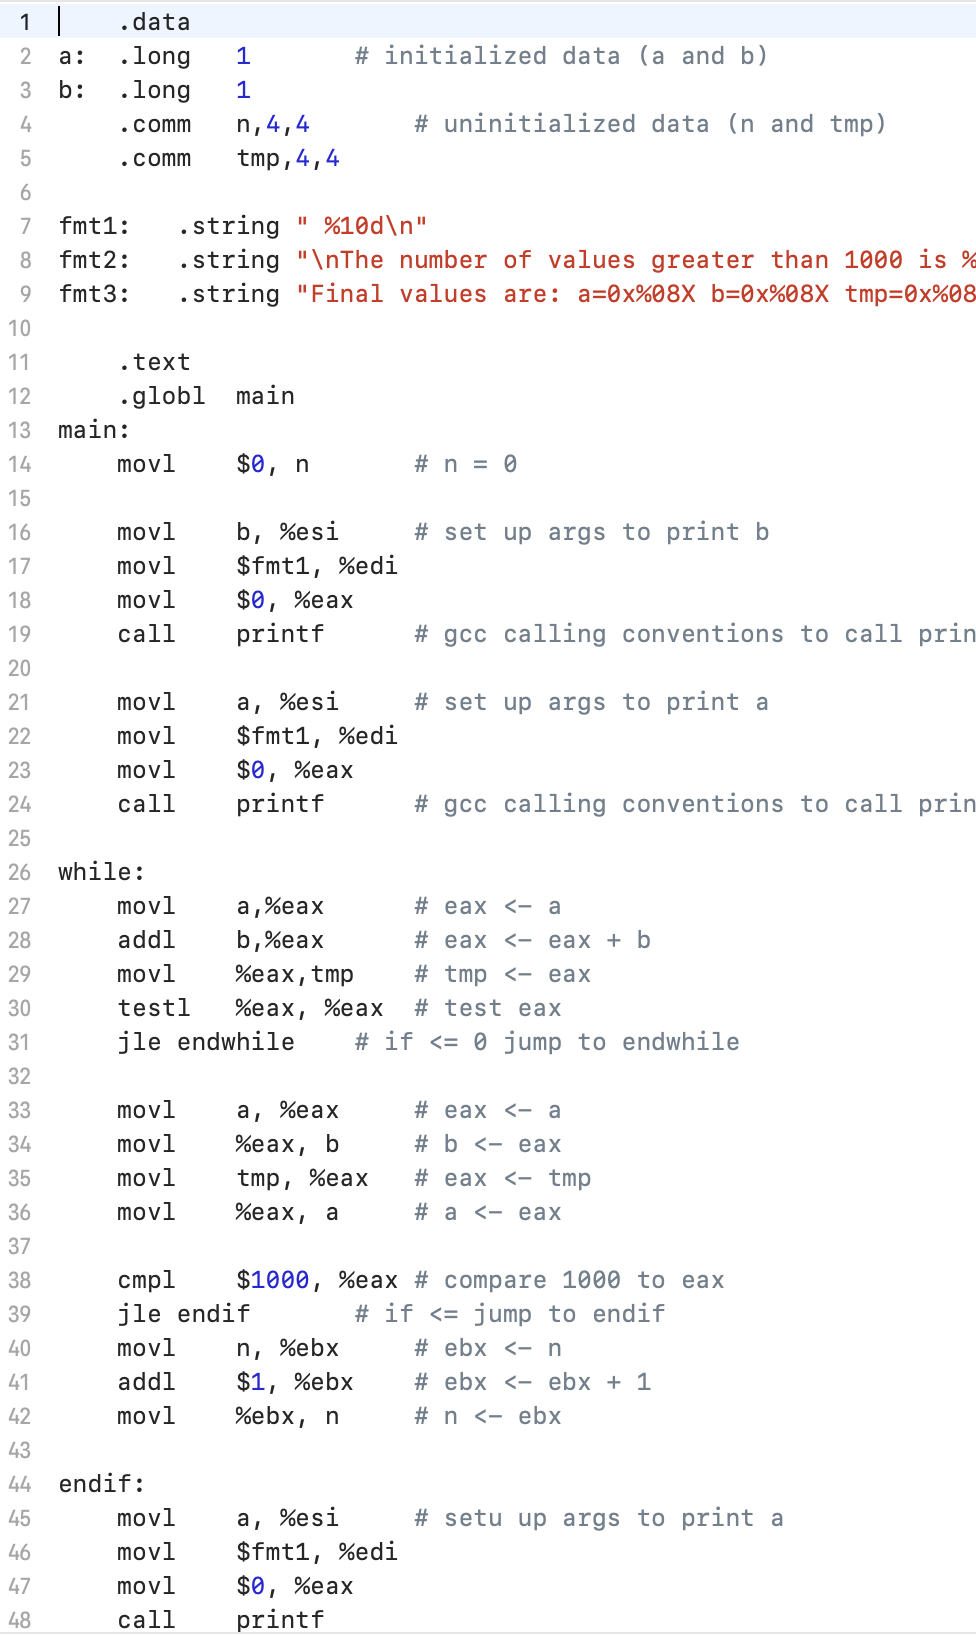 1 .data
2 a: .long 1 # initialized data (a and b)
3 b: .long 1
4 .comm n,4,4 # uninitialized data (n and tmp)
5 .comm tmp,4,4
6
7 fmt1: .string " %10d\n"
8 fmt2: .string "\nThe number of values greater than 1000 is %
9 fmt3: .string "Final values are: a=0x%08X b=0x%08X tmp=0x%08
10
11 .text
12 .globl main
13 main:
14 movl $0, n # n = 0
15
16 movl b, %esi # set up args to print b
17 movl $fmt1, %edi
18 movl $0, %eax
19 call printf # gcc calling conventions to call prin
20
21 movl a, %esi # set up args to print a
22 movl $fmt1, %edi
23 movl $0, %eax
24 call printf # gcc calling conventions to call prin
25
26 while:
27 movl a,%eax # eax <- a
28 addl b,%eax # eax <- eax + b
29 movl %eax,tmp # tmp <- eax
30 testl %eax, %eax # test eax
31 jle endwhile # if <= 0 jump to endwhile
32
33 movl a, %eax # eax <- a
34 movl %eax, b # b <- eax
35 movl tmp, %eax # eax <- tmp
36 movl %eax, a # a <- eax
37
38 cmpl $1000, %eax # compare 1000 to eax
39 jle endif # if <= jump to endif
40 movl n, %ebx # ebx <- n
41 addl $1, %ebx # ebx <- ebx + 1
42 movl %ebx, n # n <- ebx
43
44 endif:
45 movl a, %esi # setu up args to print a
46 movl $fmt1, %edi
47 movl $0, %eax
48 call printf